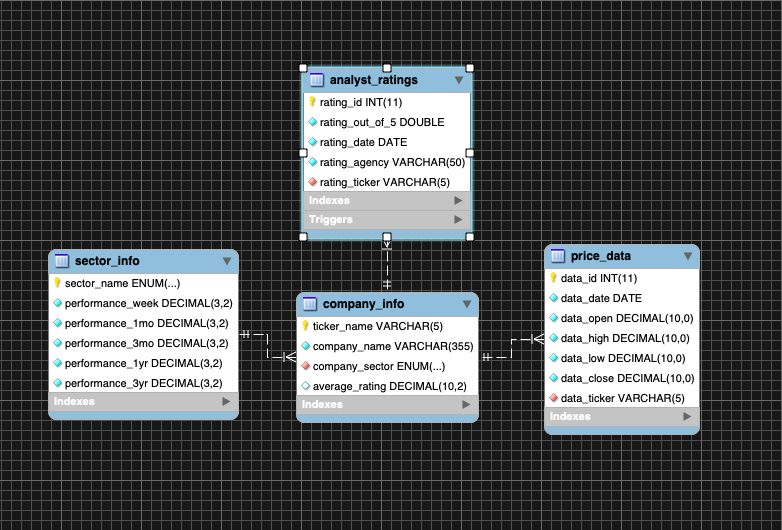 analyst_ratings
rating_id INT(11)
rating_out_of_5 DOUBLE
rating_date DATE
rating_agency VARCHAR(50)
rating_ticker VARCHAR(5)
Indexes
Triggers
sector_info
sector_name ENUM(...)
performance_week DECIMAL(3,2)
performance_1mo DECIMAL(3,2)
performance_3mo DECIMAL(3,2)
performance_1yr DECIMAL(3,2)
performance_3yr DECIMAL(3,2)
Indexes
company_info
ticker_name VARCHAR(5)
company_name VARCHAR(355)
company_sector ENUM(...)
average_rating DECIMAL(10,2)
Indexes
price_data
data_id INT(11)
data_date DATE
data_open DECIMAL(10,0)
data_high DECIMAL(10,0)
data_low DECIMAL(10,0)
data_close DECIMAL(10,0)
data_ticker VARCHAR(5)
Indexes